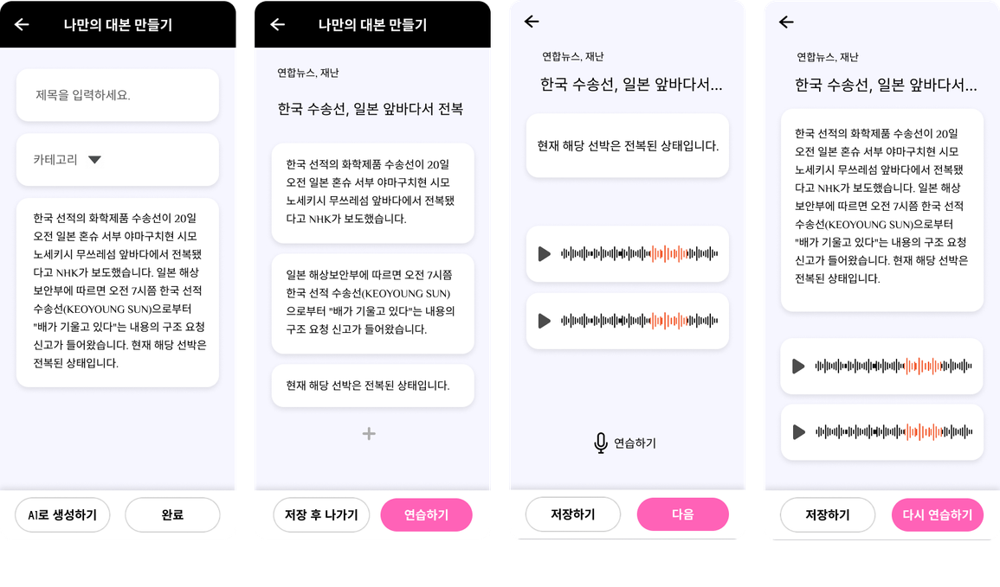 나만의 대본 만들기
제목을 입력하세요.
카테고리
한국 선적의 화학제품 수송선이 20일
오전 일본 혼슈 서부 야마구치현 시모
노세키시 무쓰레섬 앞바다에서 전복됐
다고 NHK가 보도했습니다. 일본 해상
보안부에 따르면 오전 7시쯤 한국 선적
수송선(KEOYOUNG SUN)으로부터
"배가 기울고 있다"는 내용의 구조 요청
신고가 들어왔습니다. 현재 해당 선박은
전복된 상태입니다.
AI로 생성하기
완료
나만의 대본 만들기
연합뉴스, 재난
한국 수송선, 일본 앞바다서 전복
한국 선적의 화학제품 수송선이 20일
오전 일본 혼슈 서부 야마구치현 시모
노세키시 무쓰레섬 앞바다에서 전복됐
다고 NHK가 보도했습니다.
일본 해상보안부에 따르면 오전 7시쯤
한국 선적 수송선(KEOYOUNG SUN)
으로부터 "배가 기울고 있다"는 내용의
구조 요청 신고가 들어왔습니다.
현재 해당 선박은 전복된 상태입니다.
저장 후 나가기
연습하기
연합뉴스, 재난
한국 수송선, 일본 앞바다서...
현재 해당 선박은 전복된 상태입니다.
연습하기
저장하기
다음
연합뉴스, 재난
한국 수송선, 일본 앞바다서...
한국 선적의 화학제품 수송선이 20일
오전 일본 혼슈 서부 야마구치현 시모
노세키시 무쓰레섬 앞바다에서 전복됐
다고 NHK가 보도했습니다. 일본 해상
보안부에 따르면 오전 7시쯤 한국 선적
수송선(KEOYOUNG SUN)으로부터
"배가 기울고 있다"는 내용의 구조 요청
신고가 들어왔습니다. 현재 해당 선박은
전복된 상태입니다.
저장하기
다시 연습하기